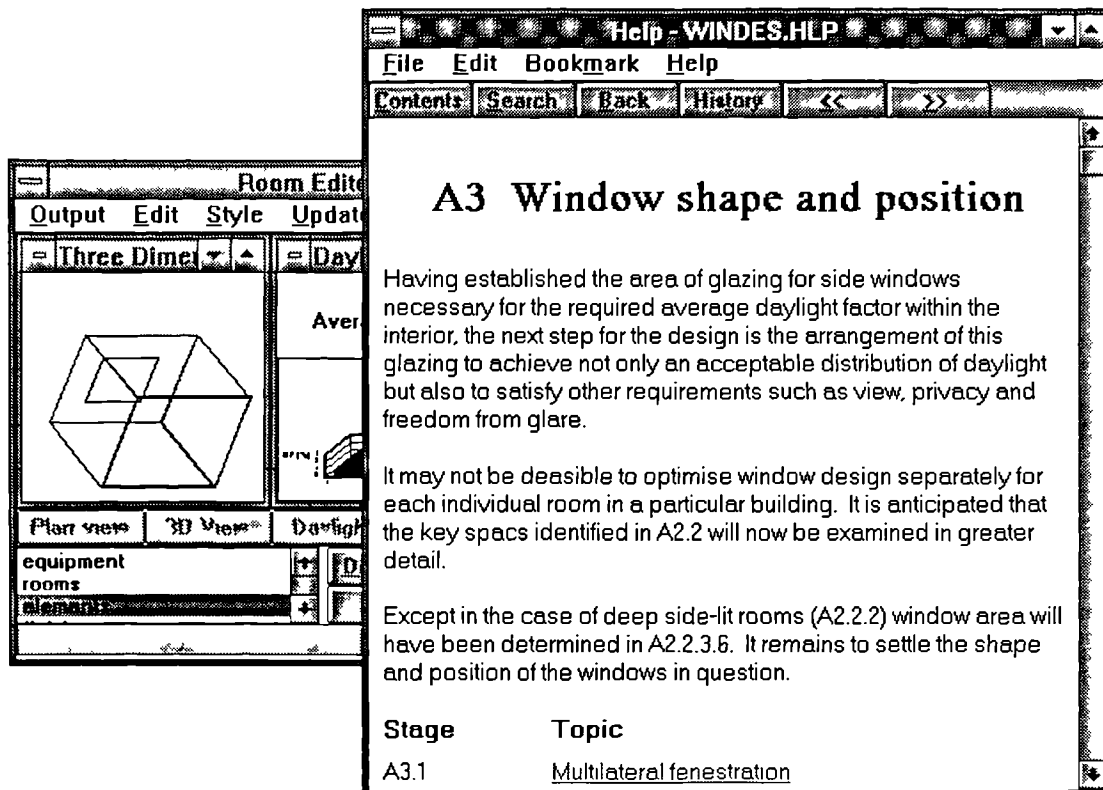 Help - WINDES.HLP
File Edit Bookmark Help
Contents Search Back History << >>
A3 Window shape and position
Having established the area of glazing for side windows
necessary for the required average daylight factor within the
interior, the next step for the design is the arrangement of this
glazing to achieve not only an acceptable distribution of daylight
but also to satisfy other requirements such as view, privacy and
freedom from glare.
It may not be deasible to optimise window design separately for
each individual room in a particular building. It is anticipated that
the key spacs identified in A2.2 will now be examined in greater
detail.
Except in the case of deep side-lit rooms (A2.2.2) window area will
have been determined in A2.2.3.6. It remains to settle the shape
and position of the windows in question.
Stage Topic
A3.1 Multilateral fenestration
Room Edite
Output Edit Style Update
Three Dimen
Day
Aver
Plan view 3D View Dayligh
equipment
rooms
elements